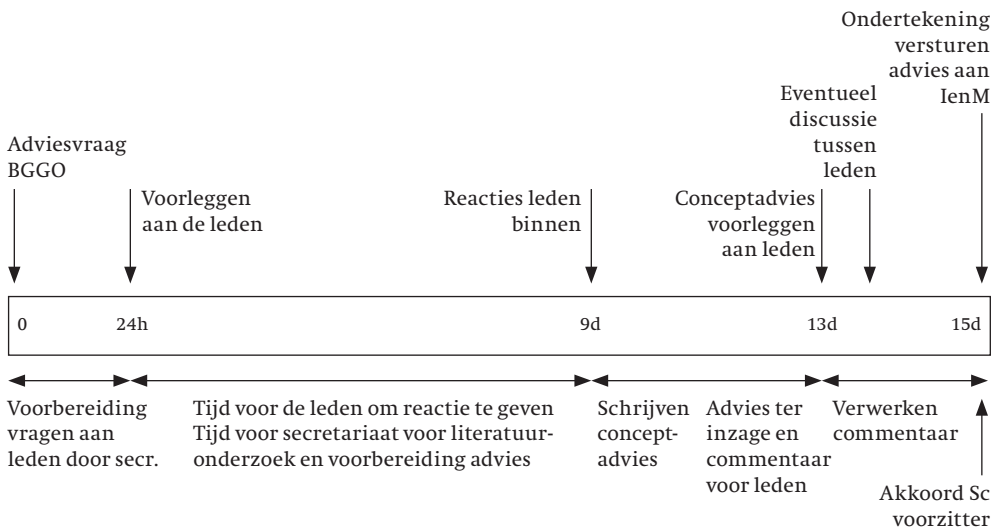 Ondertekening
versturen
advies aan
IenM
Eventueel
discussie
tussen
leden
Adviesvraag
BGGO
Voorleggen
aan de leden
Reacties leden
binnen
Conceptadvies
voorleggen
aan leden
0
24h
9d
13d
15d
Voorbereiding
vragen aan
leden door secr.
Tijd voor de leden om reactie te geven
Tijd voor secretariaat voor literatuur-
onderzoek en voorbereiding advies
Schrijven
concept-
advies
Advies ter
inzage en
commentaar
voor leden
Verwerken
commentaar
Akkoord Sc
voorzitter